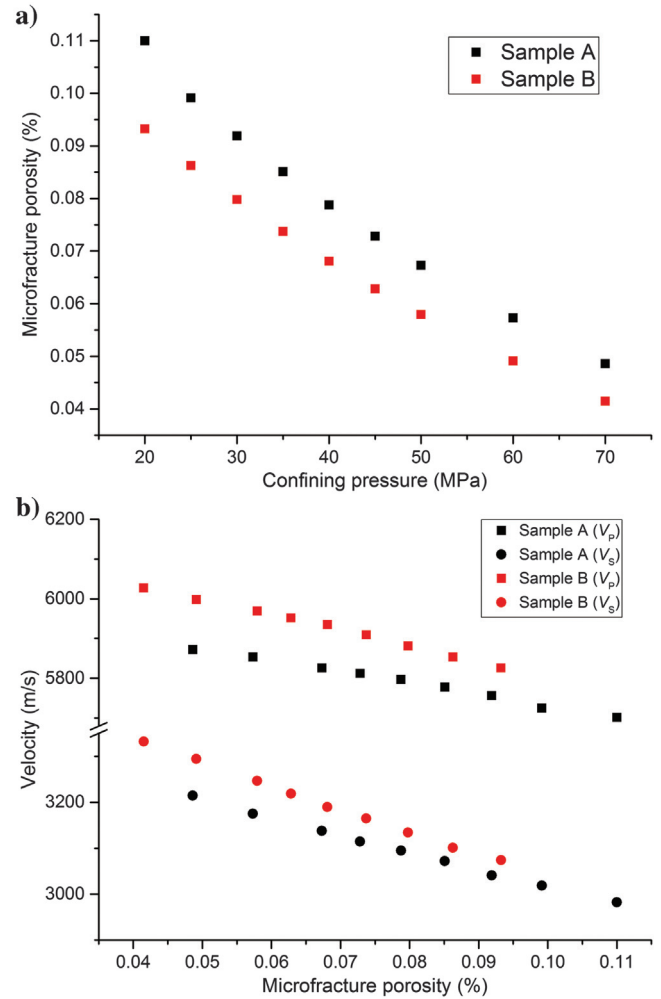 a)
0.11
0.10
0.09
0.08
0.07
0.06
0.05
0.04
Microfracture porosity (%)
Sample A
Sample B
20 30 40 50 60 70
Confining pressure (MPa)
b)
6200
6000
5800
3200
3000
Velocity (m/s)
Sample A (VP)
Sample A (VS)
Sample B (VP)
Sample B (VS)
0.04 0.05 0.06 0.07 0.08 0.09 0.10 0.11
Microfracture porosity (%)